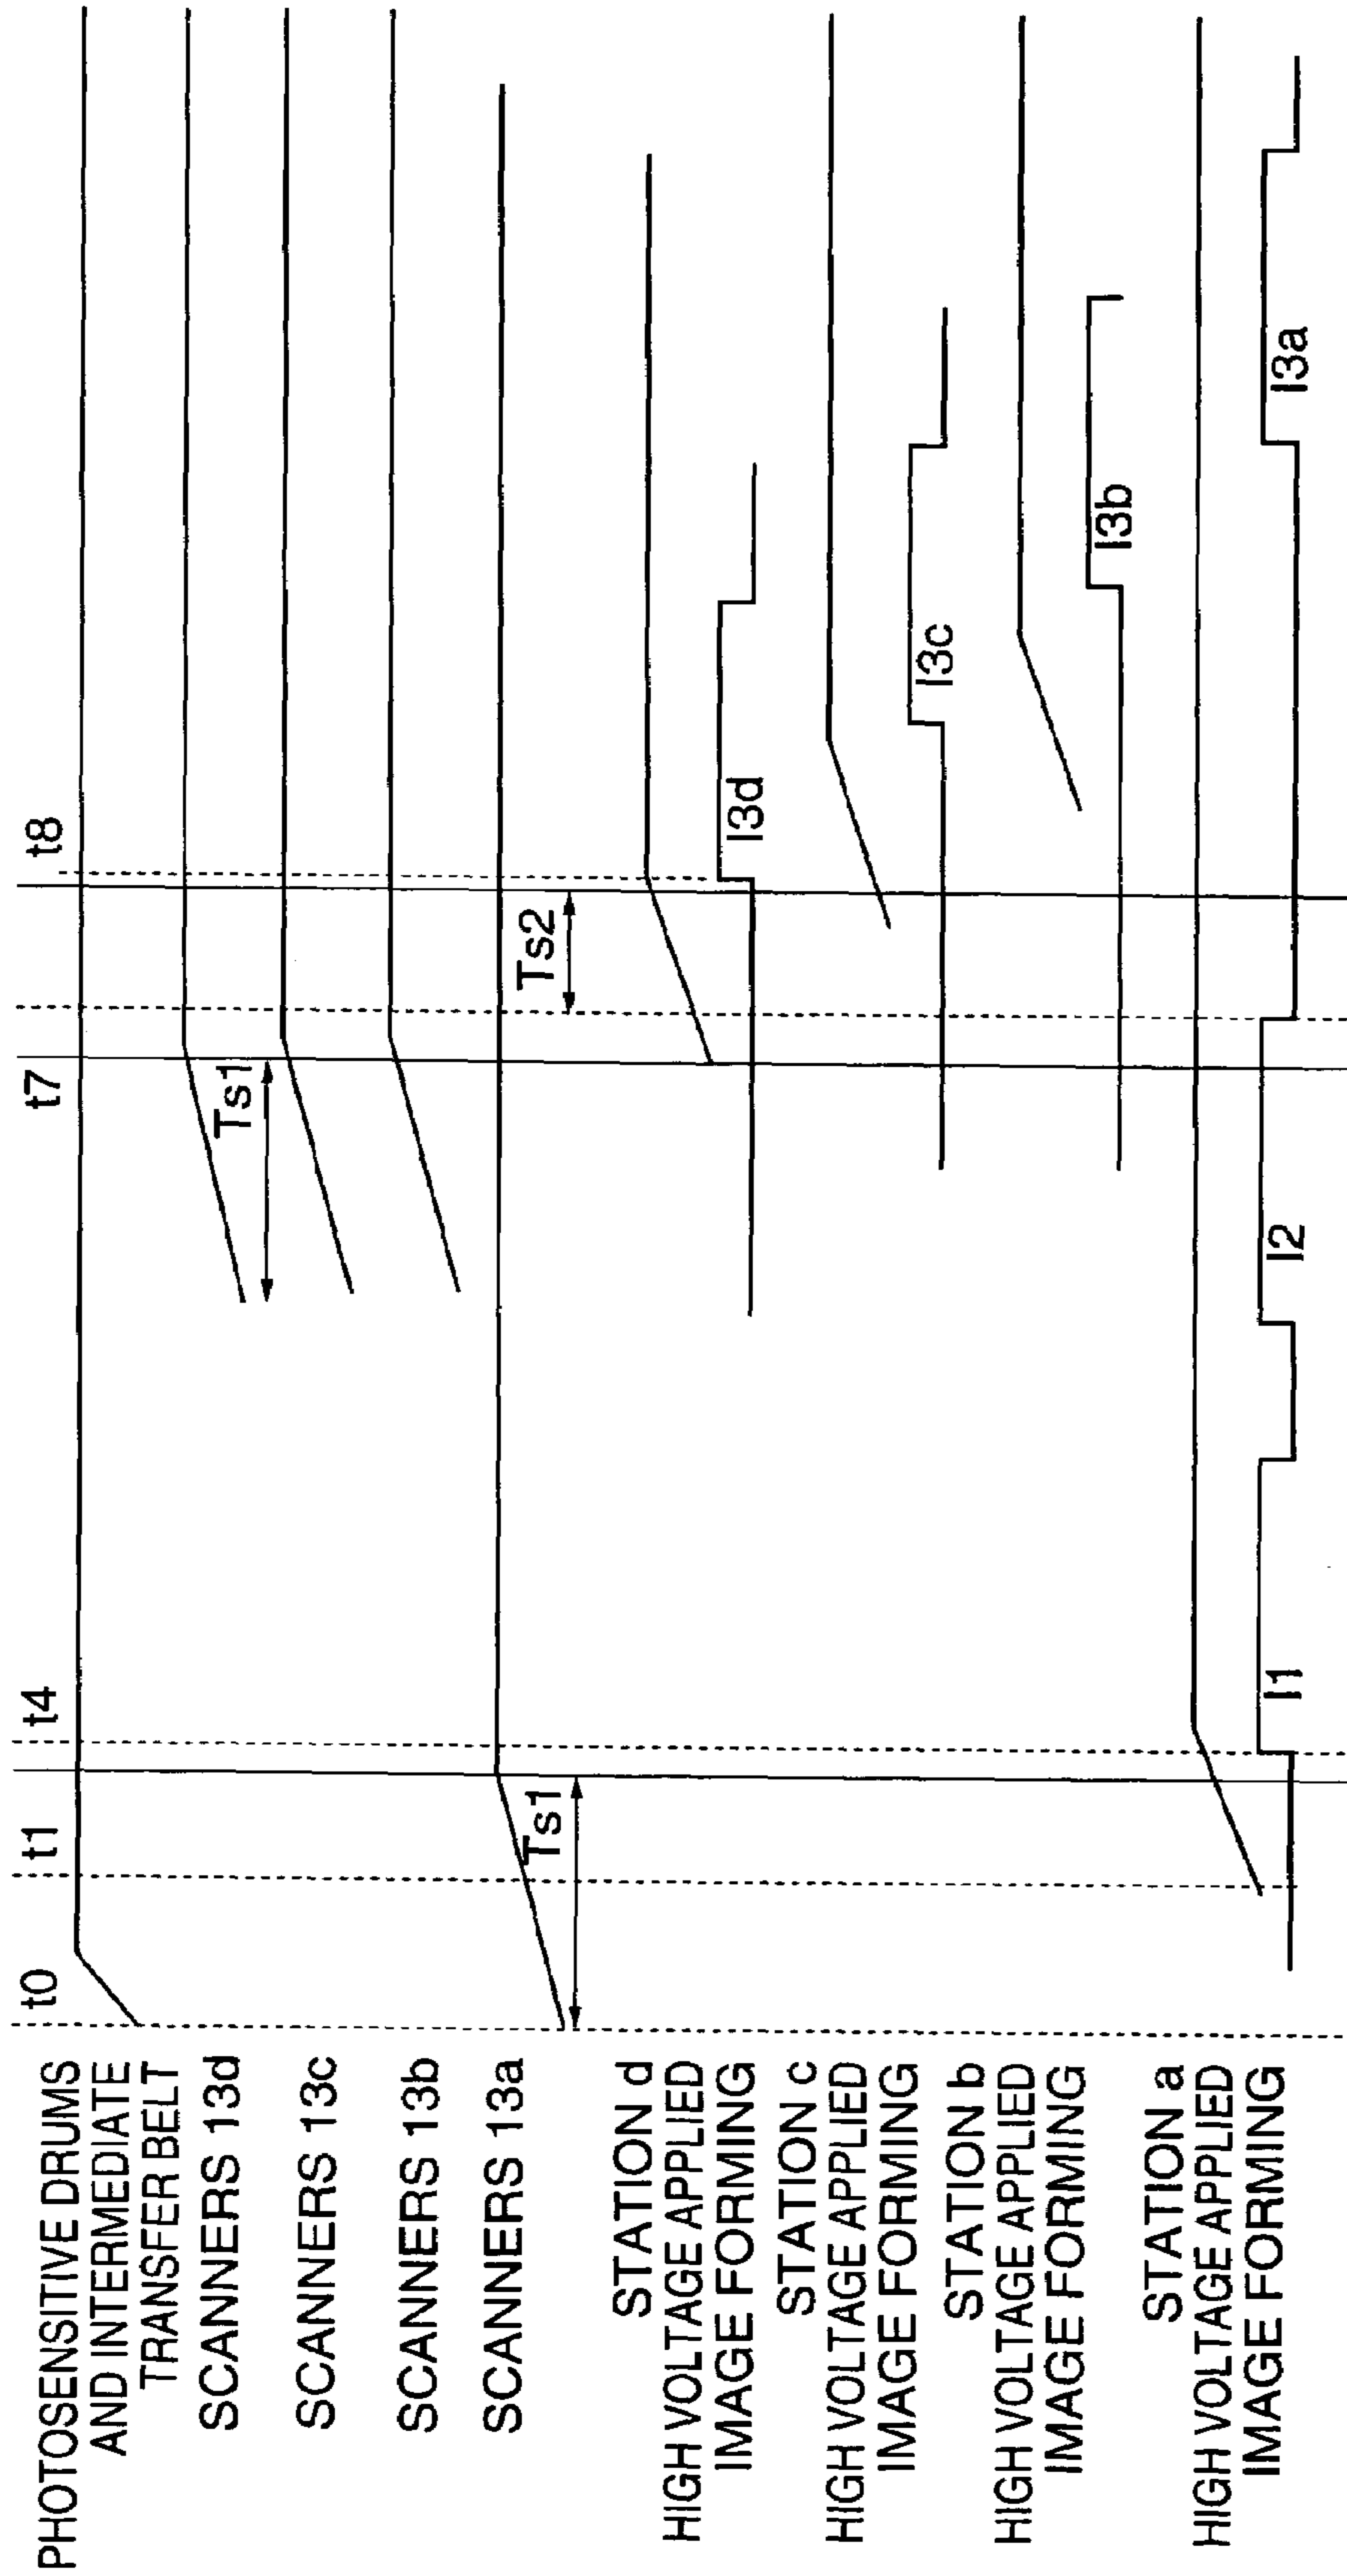 t0
t1
t4
t7
t8
PHOTOSENSITIVE DRUMS
AND INTERMEDIATE
TRANSFER BELT
SCANNERS 13d
Ts1
SCANNERS 13c
SCANNERS 13b
SCANNERS 13a
Ts1
Ts2
STATION d
HIGH VOLTAGE APPLIED
IMAGE FORMING
I3d
STATION c
HIGH VOLTAGE APPLIED
IMAGE FORMING
I3c
STATION b
HIGH VOLTAGE APPLIED
IMAGE FORMING
I3b
STATION a
HIGH VOLTAGE APPLIED
IMAGE FORMING
I1
I2
I3a